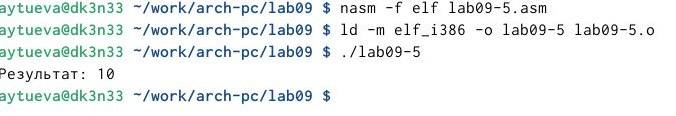 aytueva@dk3n33 ~/work/arch-pc/lab09 $ nasm -f elf lab09-5.asm
aytueva@dk3n33 ~/work/arch-pc/lab09 $ ld -m elf_i386 -o lab09-5 lab09-5.o
aytueva@dk3n33 ~/work/arch-pc/lab09 $ ./lab09-5
Результат: 10
aytueva@dk3n33 ~/work/arch-pc/lab09 $